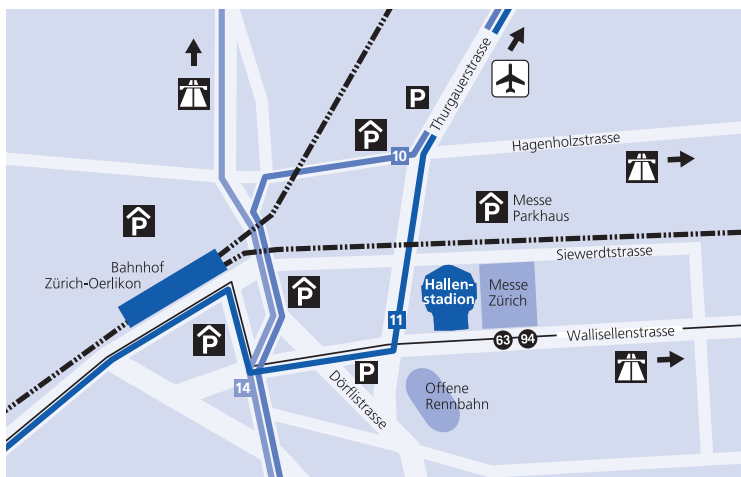 Thurgauerstrasse
P
P
10
Hagenholzstrasse
P
Messe
Parkhaus
P
Bahnhof
Zürich-Oerlikon
Siewerdtstrasse
Hallen-
stadion
Messe
Zürich
P
11
P
63
94
Wallisellenstrasse
14
P
Dörflistrasse
Offene
Rennbahn